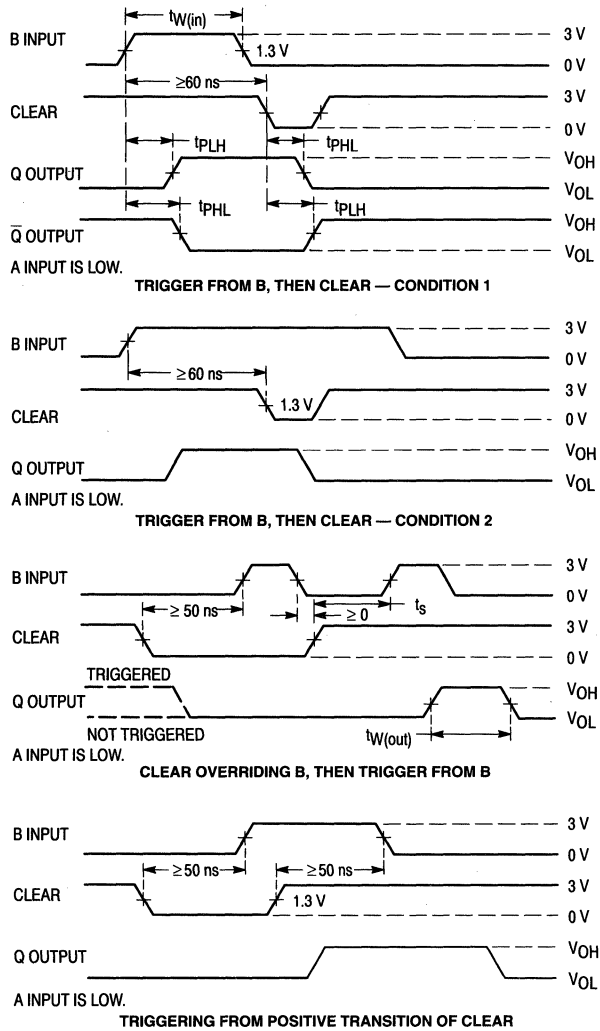 tW(in)
B INPUT
1.3 V
3 V
0 V
≥60 ns
CLEAR
3 V
0 V
tPLH
tPHL
Q OUTPUT
VOH
VOL
tPHL
tPLH
Q̅ OUTPUT
VOH
VOL
A INPUT IS LOW.
TRIGGER FROM B, THEN CLEAR — CONDITION 1
B INPUT
3 V
0 V
≥60 ns
CLEAR
1.3 V
3 V
0 V
Q OUTPUT
VOH
VOL
A INPUT IS LOW.
TRIGGER FROM B, THEN CLEAR — CONDITION 2
B INPUT
3 V
0 V
≥ 50 ns
≥ 0
ts
CLEAR
3 V
0 V
TRIGGERED
Q OUTPUT
NOT TRIGGERED
VOH
VOL
tW(out)
A INPUT IS LOW.
CLEAR OVERRIDING B, THEN TRIGGER FROM B
B INPUT
3 V
0 V
≥50 ns
≥50 ns
CLEAR
1.3 V
3 V
0 V
Q OUTPUT
VOH
VOL
A INPUT IS LOW.
TRIGGERING FROM POSITIVE TRANSITION OF CLEAR